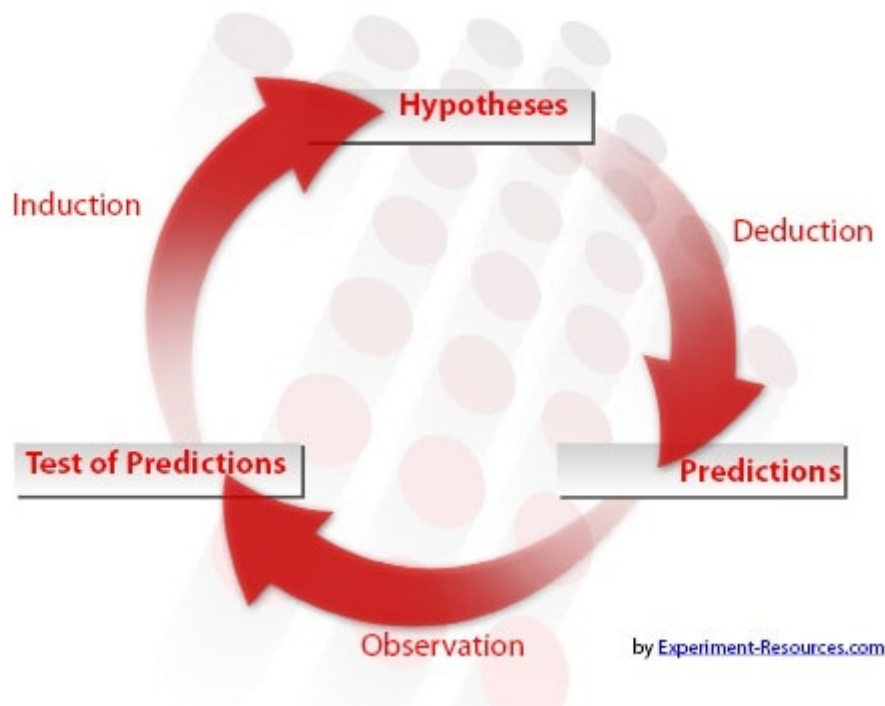 Hypotheses
Induction
Deduction
Test of Predictions
Predictions
Observation
by Experiment-Resources.com